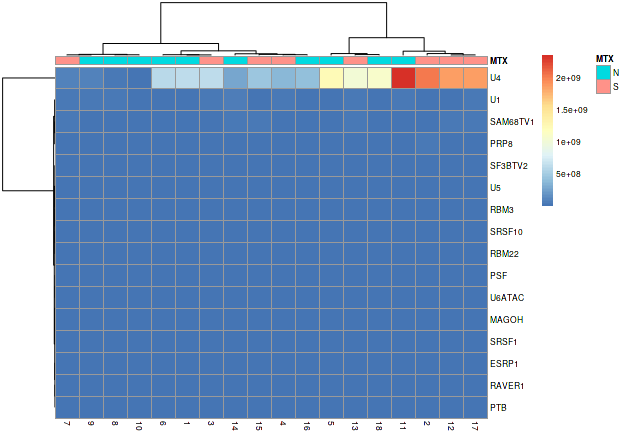 MTX
U4
U1
SAM68TV1
PRP8
SF3BTV2
U5
RBM3
SRSF10
RBM22
PSF
U6ATAC
MAGOH
SRSF1
ESRP1
RAVER1
PTB
7 9 8 10 6 1 3 14 15 4 16 5 13 18 11 2 12 17
2e+09
1.5e+09
1e+09
5e+08
MTX
N
S